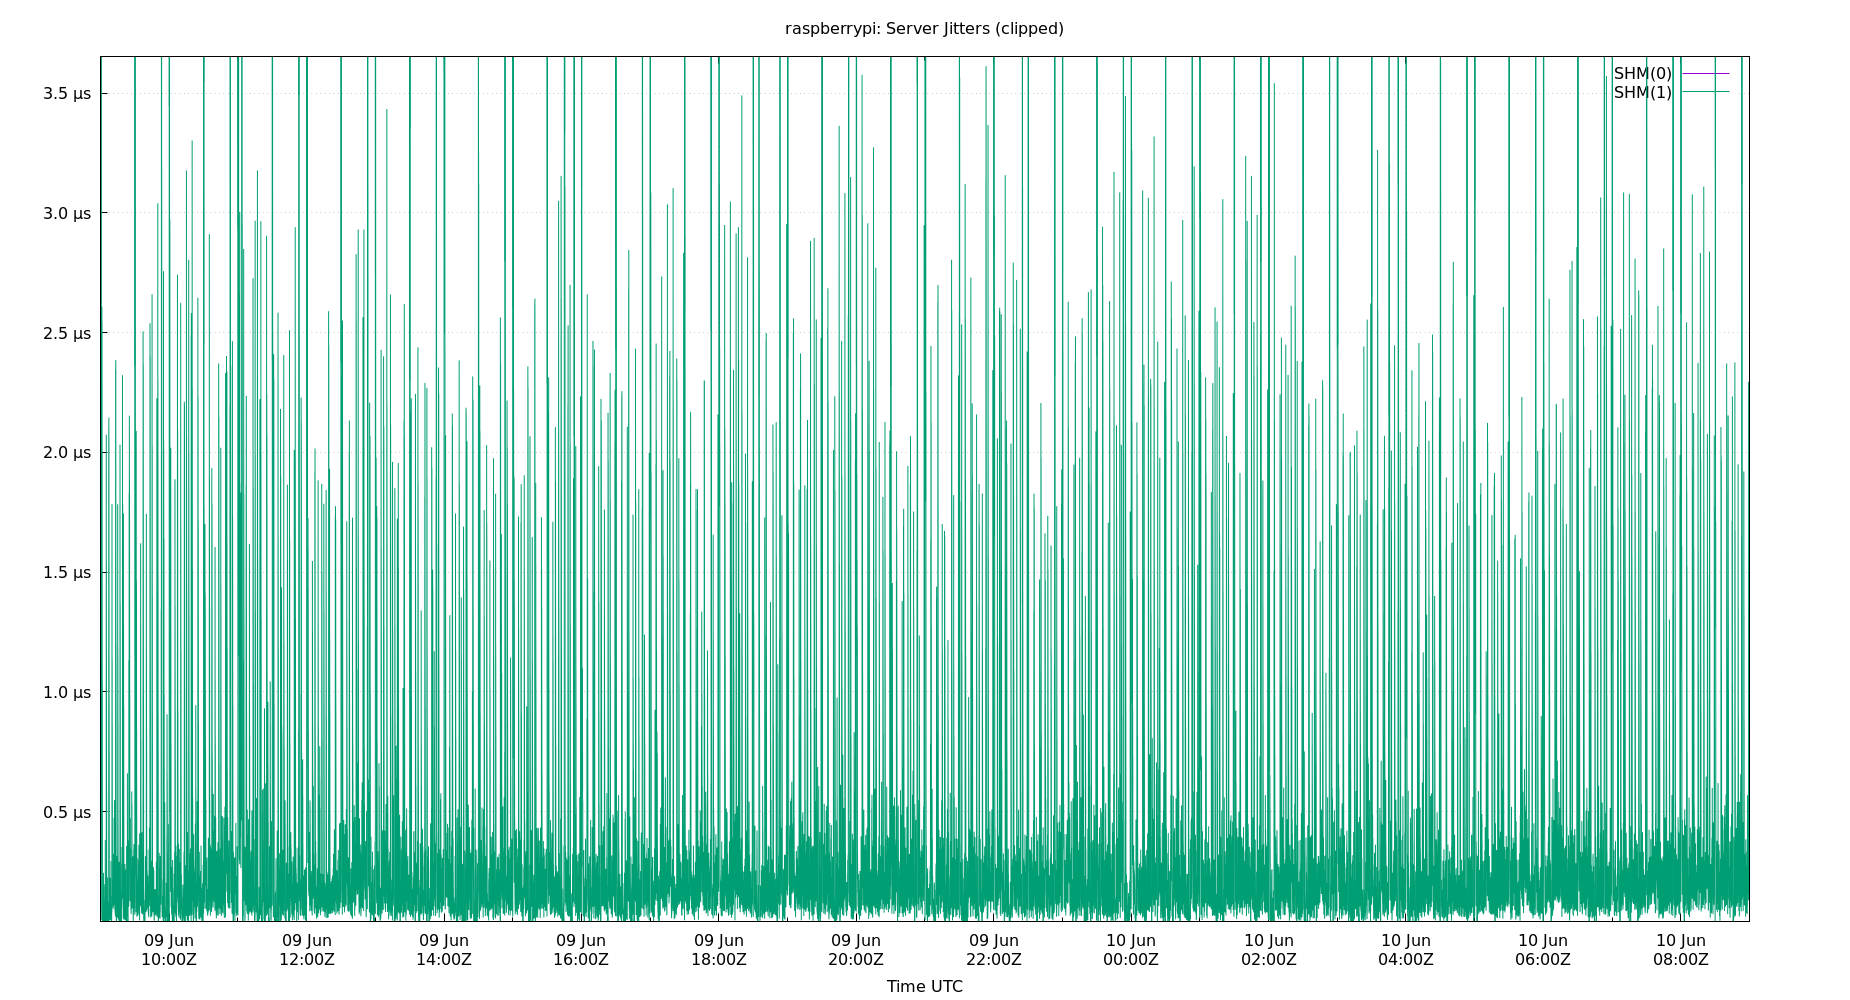 raspberrypi: Server Jitters (clipped)
SHM(0)
SHM(1)
3.5 µs
3.0 µs
2.5 µs
2.0 µs
1.5 µs
1.0 µs
0.5 µs
09 Jun 09 Jun 09 Jun 09 Jun 09 Jun 09 Jun 09 Jun 10 Jun 10 Jun 10 Jun 10 Jun 10 Jun
10:00Z 12:00Z 14:00Z 16:00Z 18:00Z 20:00Z 22:00Z 00:00Z 02:00Z 04:00Z 06:00Z 08:00Z
Time UTC